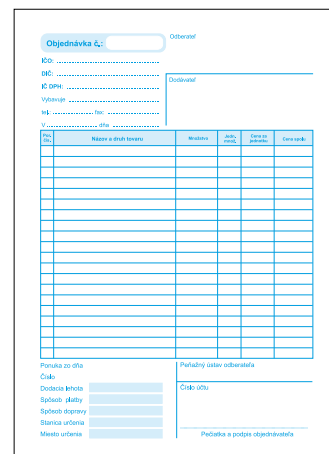 Objednávka č.:
Odberateľ
IČO:
DIČ:
IČ DPH:
Vybavuje
tel. fax:
V dňa
Dodávateľ
Por. čís. Názov a druh tovaru Množstvo Jedn. množ. Cena za jednotku Cena spolu
Ponuka zo dňa
Číslo
Dodacia lehota
Spôsob platby
Spôsob dopravy
Stanica určenia
Miesto určenia
Peňažný ústav odberateľa
Číslo účtu
Pečiatka a podpis objednávateľa